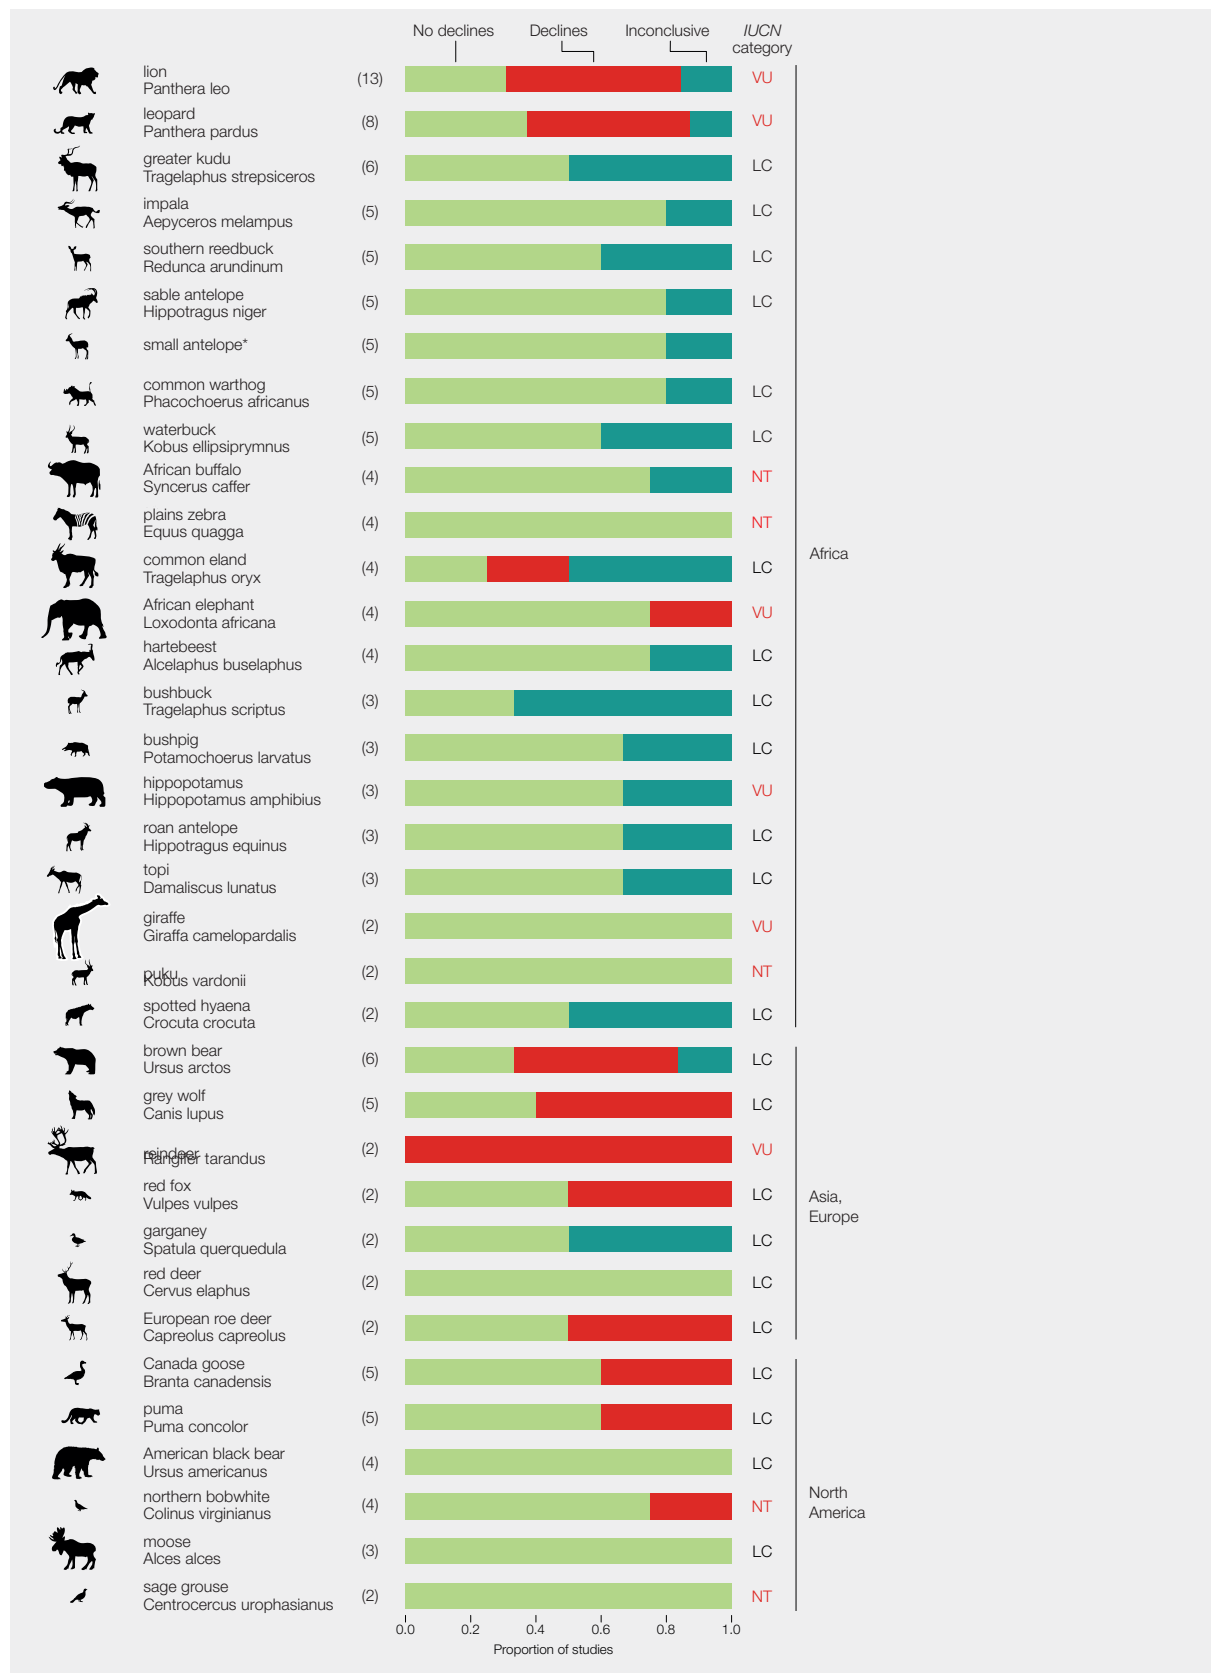 No declines Declines Inconclusive IUCN
category
lion
Panthera leo
(13)
VU
leopard
Panthera pardus
(8)
VU
greater kudu
Tragelaphus strepsiceros
(6)
LC
impala
Aepyceros melampus
(5)
LC
southern reedbuck
Redunca arundinum
(5)
LC
sable antelope
Hippotragus niger
(5)
LC
small antelope*
(5)
common warthog
Phacochoerus africanus
(5)
LC
waterbuck
Kobus ellipsiprymnus
(5)
LC
African buffalo
Syncerus caffer
(4)
NT
plains zebra
Equus quagga
(4)
NT
common eland
Tragelaphus oryx
(4)
LC
African elephant
Loxodonta africana
(4)
VU
hartebeest
Alcelaphus buselaphus
(4)
LC
bushbuck
Tragelaphus scriptus
(3)
LC
bushpig
Potamochoerus larvatus
(3)
LC
hippopotamus
Hippopotamus amphibius
(3)
VU
roan antelope
Hippotragus equinus
(3)
LC
topi
Damaliscus lunatus
(3)
LC
giraffe
Giraffa camelopardalis
(2)
VU
puku
Kobus vardonii
(2)
NT
spotted hyaena
Crocuta crocuta
(2)
LC
Africa
brown bear
Ursus arctos
(6)
LC
grey wolf
Canis lupus
(5)
LC
reindeer
Rangifer tarandus
(2)
VU
red fox
Vulpes vulpes
(2)
LC
garganey
Spatula querquedula
(2)
LC
red deer
Cervus elaphus
(2)
LC
European roe deer
Capreolus capreolus
(2)
LC
Asia,
Europe
Canada goose
Branta canadensis
(5)
LC
puma
Puma concolor
(5)
LC
American black bear
Ursus americanus
(4)
LC
northern bobwhite
Colinus virginianus
(4)
NT
moose
Alces alces
(3)
LC
sage grouse
Centrocercus urophasianus
(2)
NT
North
America
0.0 0.2 0.4 0.6 0.8 1.0
Proportion of studies